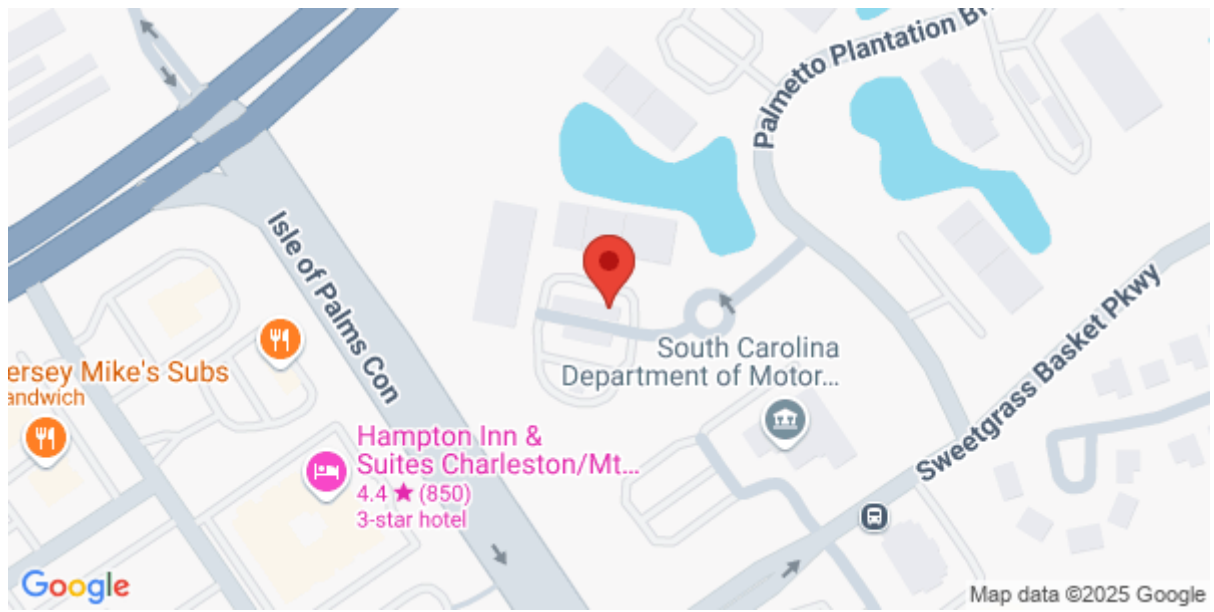 Palmetto Plantation
Isle of Palms Con
Sweetgrass Basket Pkwy
South Carolina
Department of Motor...
ersey Mike's Subs
andwich
Hampton Inn &
Suites Charleston/Mt...
4.4 ★ (850)
3-star hotel
Google
Map data ©2025 Google